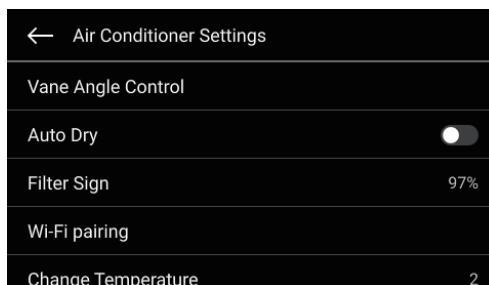 Air Conditioner Settings
Vane Angle Control
Auto Dry
Filter Sign 97%
Wi-Fi pairing
Change Temperature 2